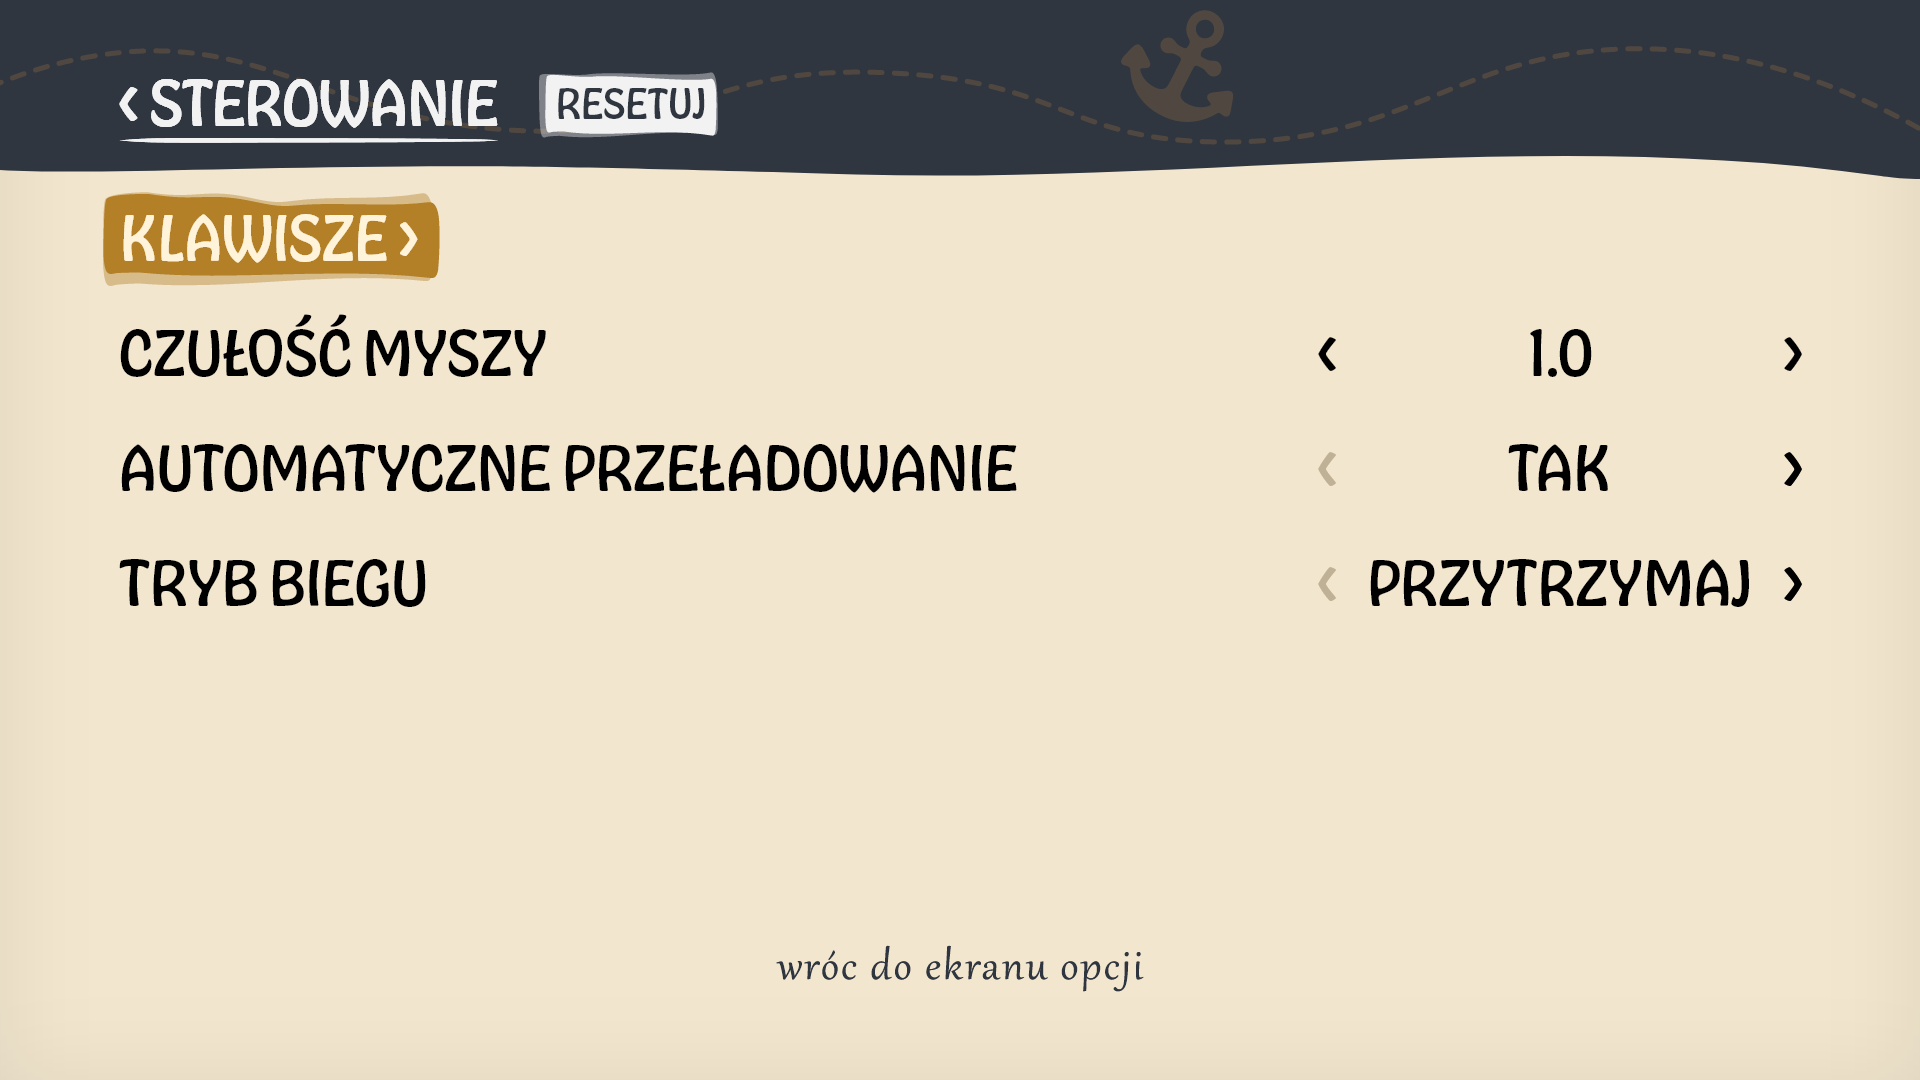 ‹ STEROWANIE RESETUJ
KLAWISZE ›
CZUŁOŚĆ MYSZY ‹ 1.0 ›
AUTOMATYCZNE PRZEŁADOWANIE ‹ TAK ›
TRYB BIEGU ‹ PRZYTRZYMAJ ›
wróc do ekranu opcji